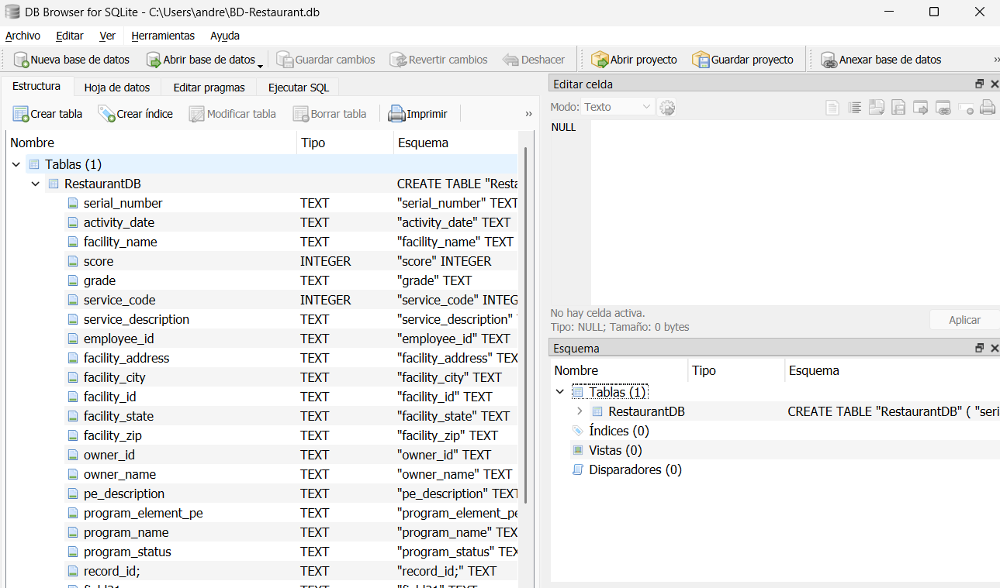 DB Browser for SQLite - C:\Users\andre\BD-Restaurant.db
Archivo Editar Ver Herramientas Ayuda
Nueva base de datos Abrir base de datos Guardar cambios Revertir cambios Deshacer Abrir proyecto Guardar proyecto Anexar base de datos »
Estructura Hoja de datos Editar pragmas Ejecutar SQL
Crear tabla Crear índice Modificar tabla Borrar tabla Imprimir »
Nombre Tipo Esquema
Tablas (1)
RestaurantDB CREATE TABLE "Resta
serial_number TEXT "serial_number" TEXT
activity_date TEXT "activity_date" TEXT
facility_name TEXT "facility_name" TEXT
score INTEGER "score" INTEGER
grade TEXT "grade" TEXT
service_code INTEGER "service_code" INTEG
service_description TEXT "service_description"
employee_id TEXT "employee_id" TEXT
facility_address TEXT "facility_address" TEX
facility_city TEXT "facility_city" TEXT
facility_id TEXT "facility_id" TEXT
facility_state TEXT "facility_state" TEXT
facility_zip TEXT "facility_zip" TEXT
owner_id TEXT "owner_id" TEXT
owner_name TEXT "owner_name" TEXT
pe_description TEXT "pe_description" TEXT
program_element_pe TEXT "program_element_pe
program_name TEXT "program_name" TEX
program_status TEXT "program_status" TEX
record_id; TEXT "record_id;" TEXT
Editar celda
Modo: Texto
NULL
No hay celda activa.
Tipo: NULL; Tamaño: 0 bytes
Aplicar
Esquema
Nombre Tipo Esquema
Tablas (1)
RestaurantDB CREATE TABLE "RestaurantDB" ( "seri
Índices (0)
Vistas (0)
Disparadores (0)